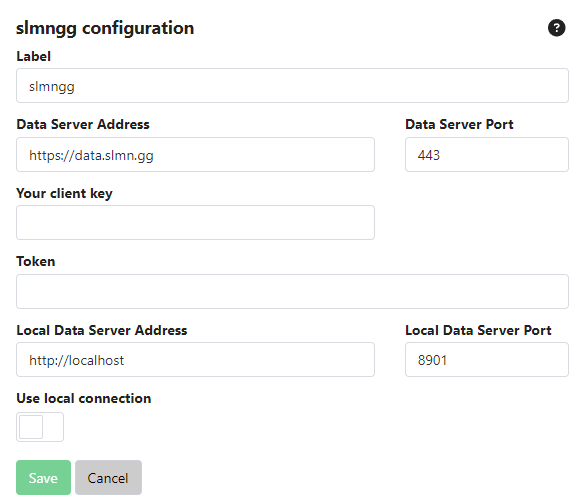 slmngg configuration
?
Label
slmngg
Data Server Address Data Server Port
https://data.slmn.gg 443
Your client key
Token
Local Data Server Address Local Data Server Port
http://localhost 8901
Use local connection
Save Cancel